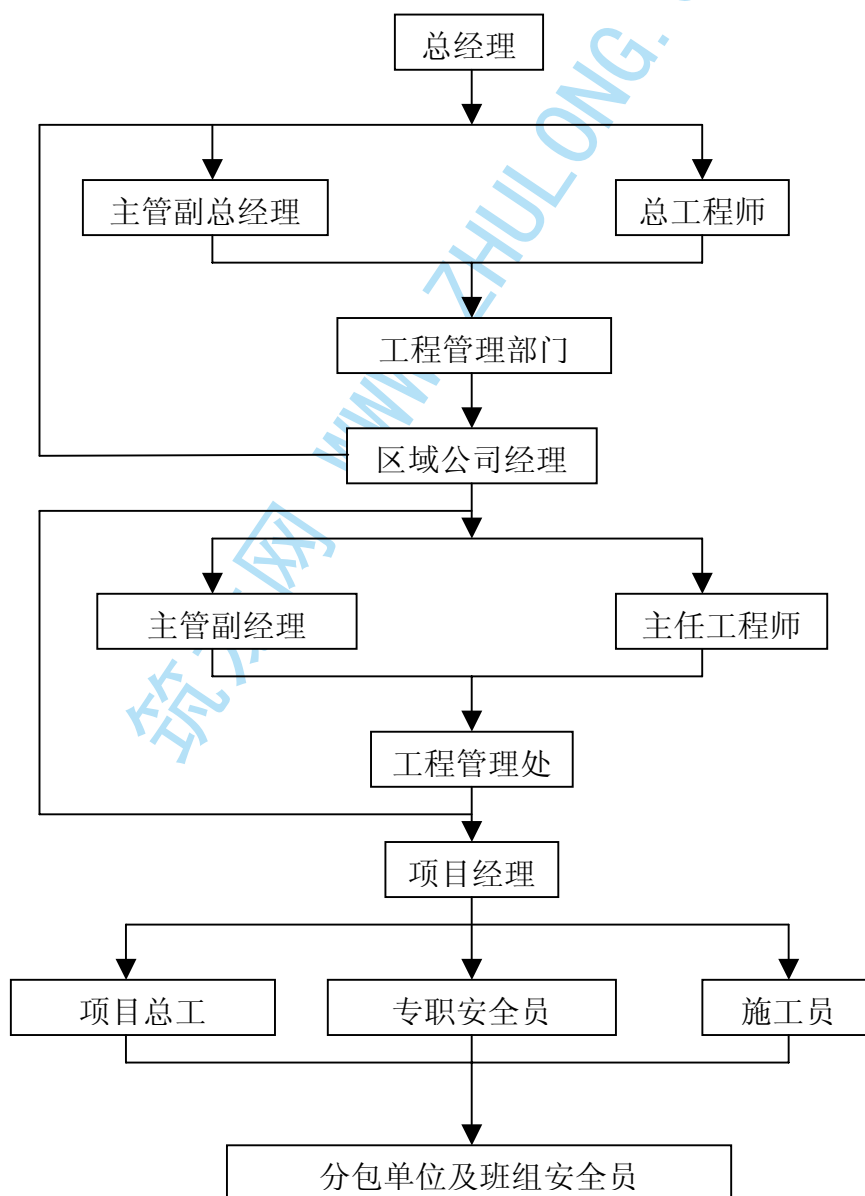 总经理
主管副总经理
总工程师
工程管理部门
区域公司经理
主管副经理
主任工程师
工程管理处
项目经理
项目总工
专职安全员
施工员
分包单位及班组安全员
筑 网 WWW. ZHULONG.